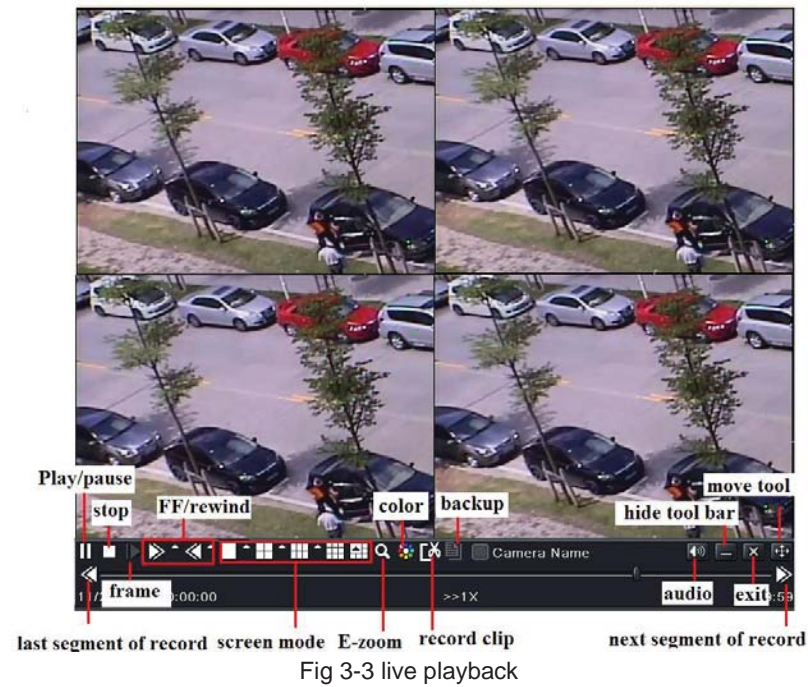 Play/pause
stop
FF/rewind
color
backup
move tool
hide tool bar
Camera Name
frame
:00:00
>>1X
audio
exit
:59
last segment of record
screen mode
E-zoom
record clip
next segment of record
Fig 3-3 live playback